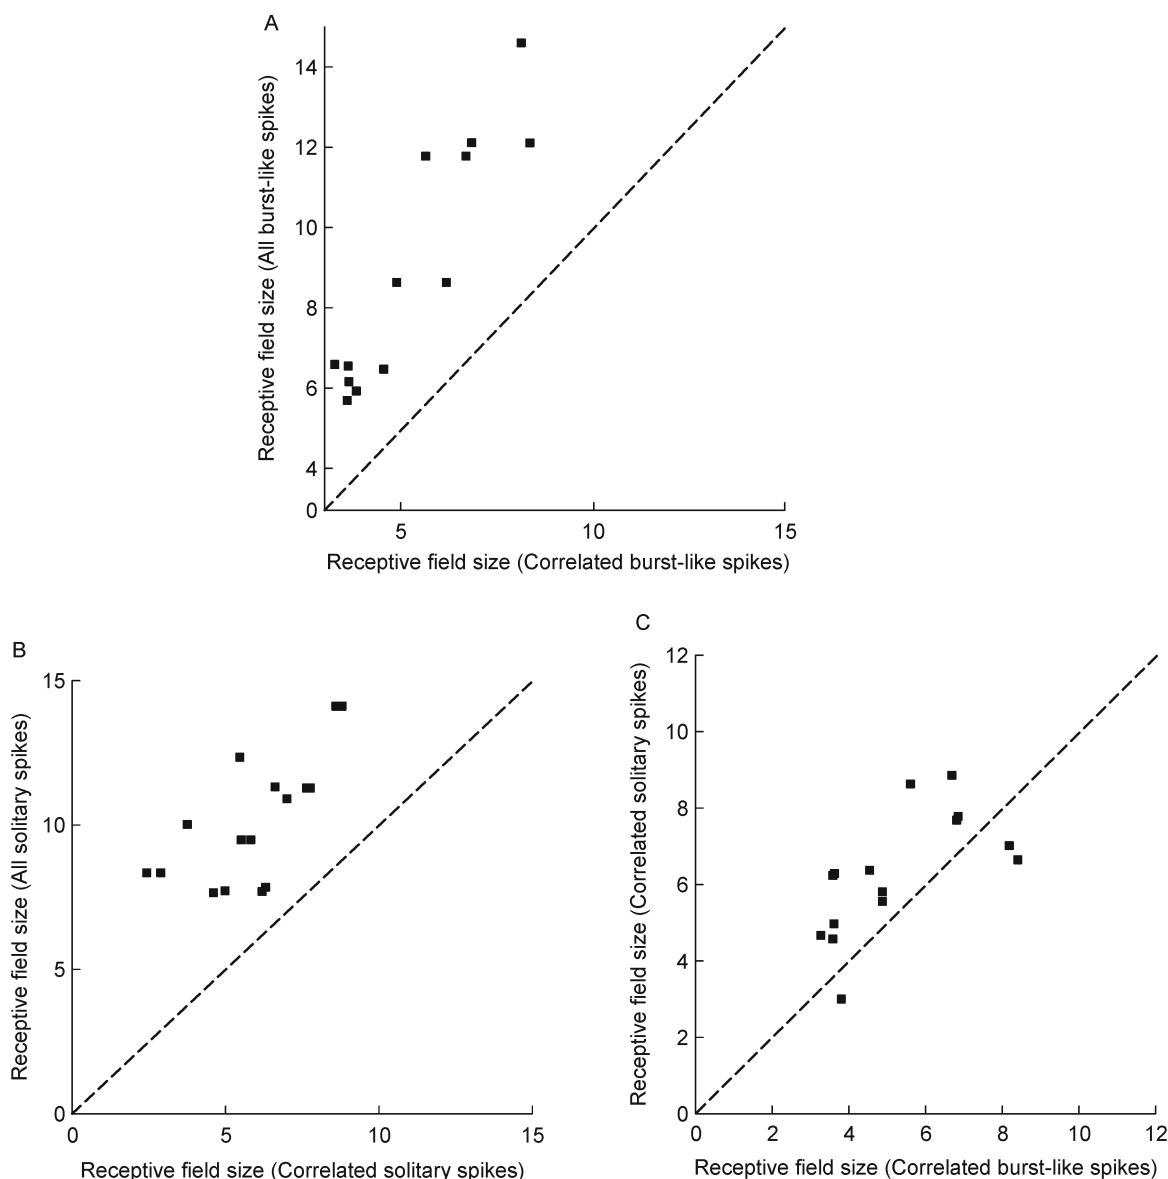 A
Receptive field size (All burst-like spikes)
14
12
10
8
6
4
0
5 10 15
Receptive field size (Correlated burst-like spikes)
B
Receptive field size (All solitary spikes)
15
10
5
0
0 5 10 15
Receptive field size (Correlated solitary spikes)
C
Receptive field size (Correlated solitary spikes)
12
10
8
6
4
2
0
0 2 4 6 8 10 12
Receptive field size (Correlated burst-like spikes)